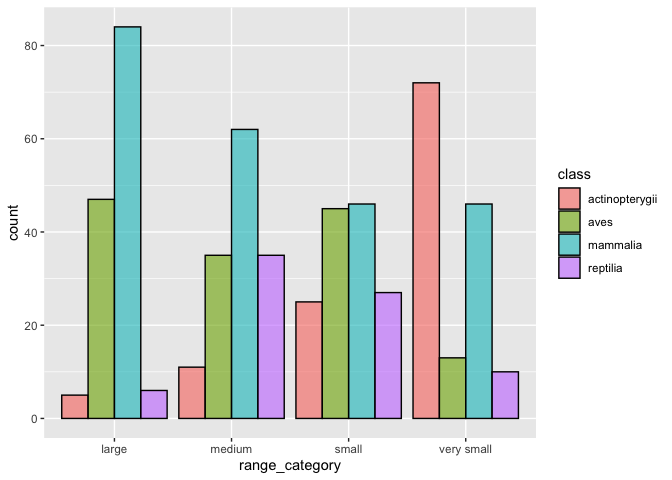 80
60
40
20
0
count
large medium small very small
range_category
class
actinopterygii
aves
mammalia
reptilia